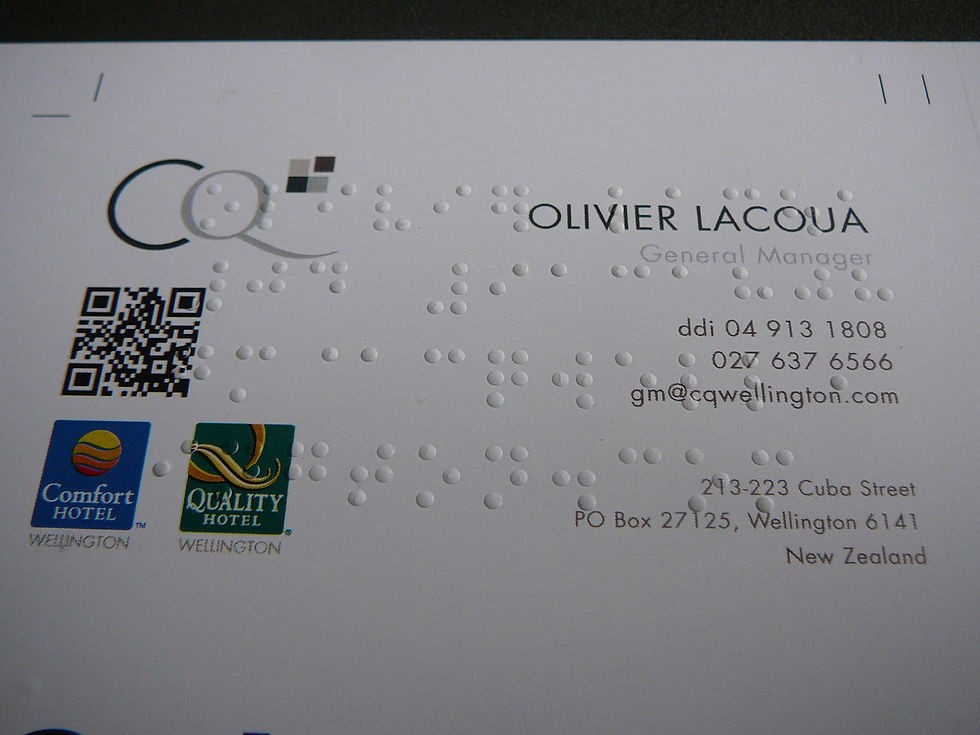 CQ
OLIVIER LACOUA
General Manager
ddi 04 913 1808
027 637 6566
gm@cqwellington.com
Comfort
HOTEL
TM
WELLINGTON
QUALITY
HOTEL
®
WELLINGTON
213-223 Cuba Street
PO Box 27125, Wellington 6141
New Zealand